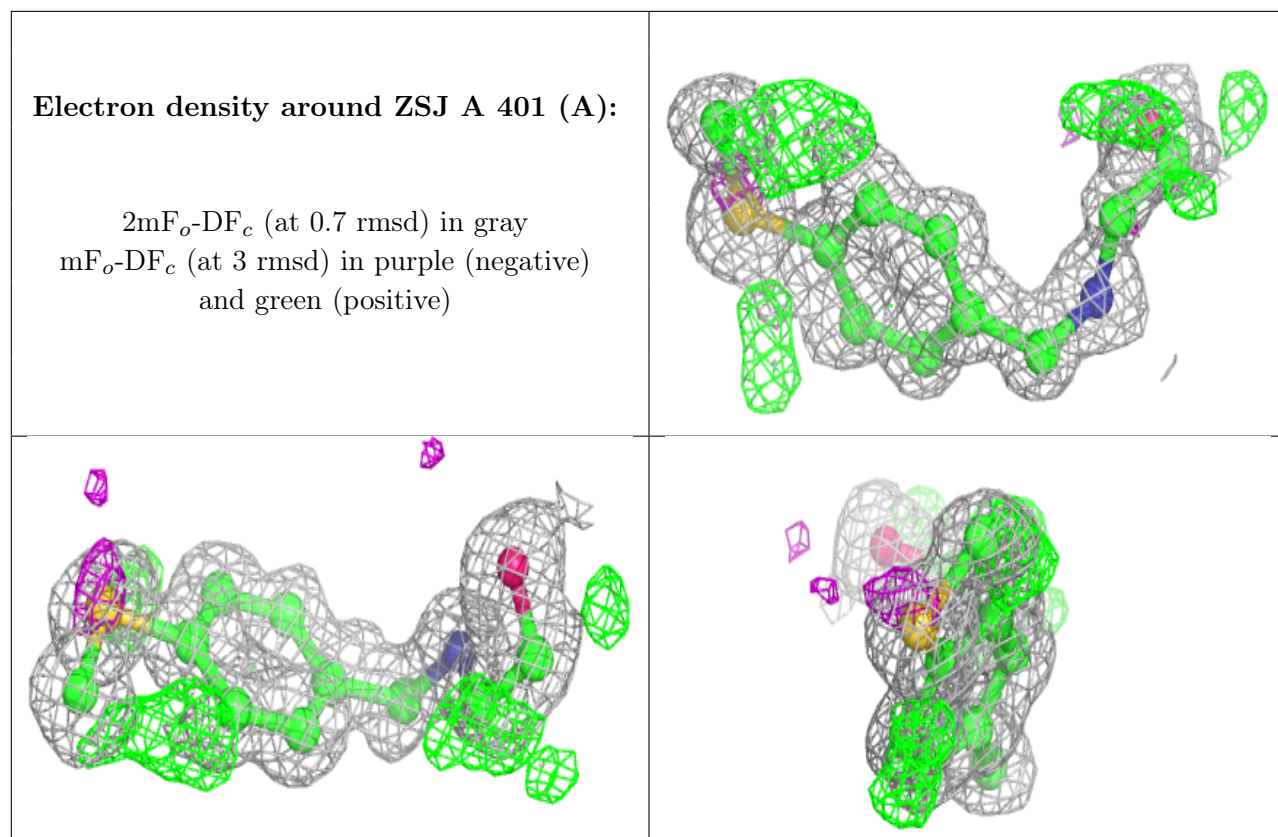 Electron density around ZSJ A 401 (A):
2mFₒ-DF𝒸 (at 0.7 rmsd) in gray
mFₒ-DF𝒸 (at 3 rmsd) in purple (negative)
and green (positive)